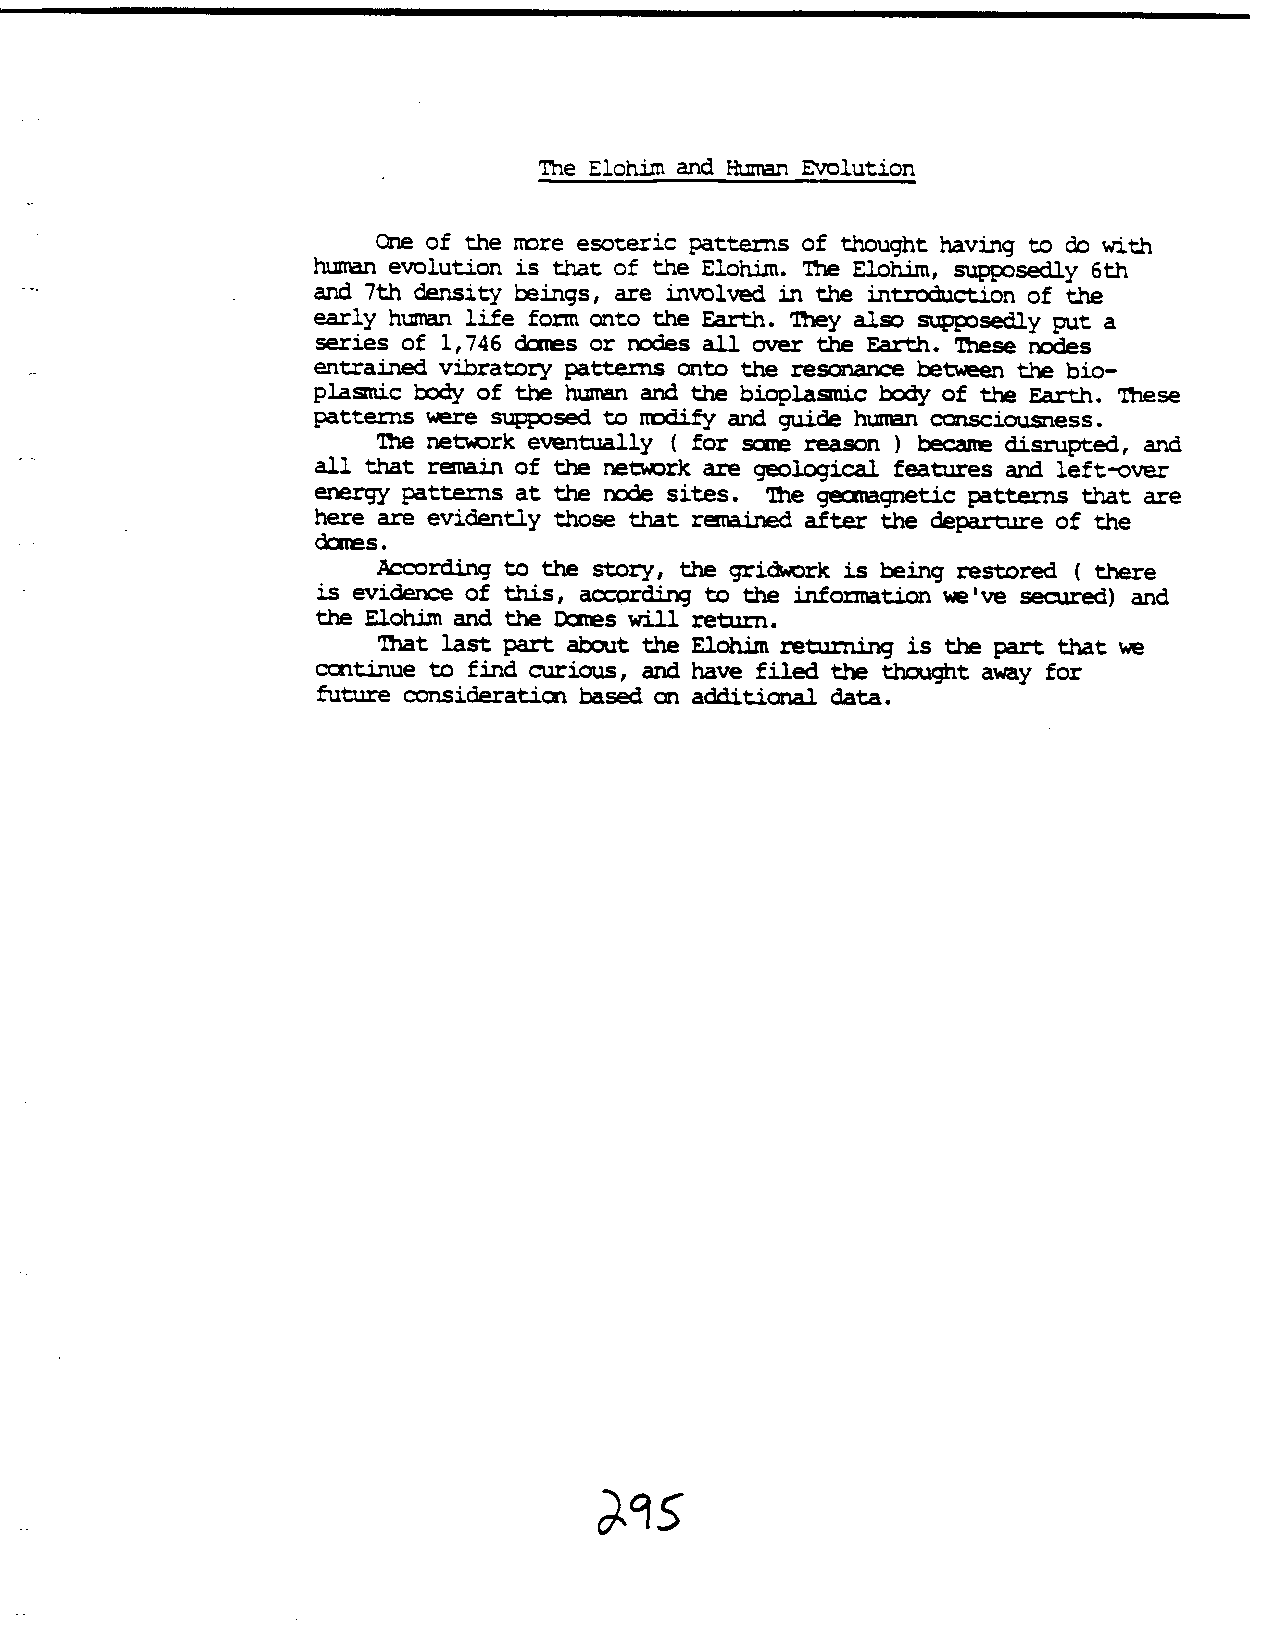 The Elohim and Human Evolution
One of the more esoteric patterns of thought having to do with
human evolution is that of the Elohim. The Elohim, supposedly 6th
and 7th density beings, are involved in the introduction of the
early human life form onto the Earth. They also supposedly put a
series of 1,746 domes or nodes all over the Earth. These nodes
entrained vibratory patterns onto the resonance between the bio-
plasmic body of the human and the bioplasmic body of the Earth. These
patterns were supposed to modify and guide human consciousness.
The network eventually ( for some reason ) became disrupted, and
all that remain of the network are geological features and left-over
energy patterns at the node sites. The geomagnetic patterns that are
here are evidently those that remained after the departure of the
domes.
According to the story, the gridwork is being restored ( there
is evidence of this, according to the information we've secured) and
the Elohim and the Domes will return.
That last part about the Elohim returning is the part that we
continue to find curious, and have filed the thought away for
future consideration based on additional data.
295